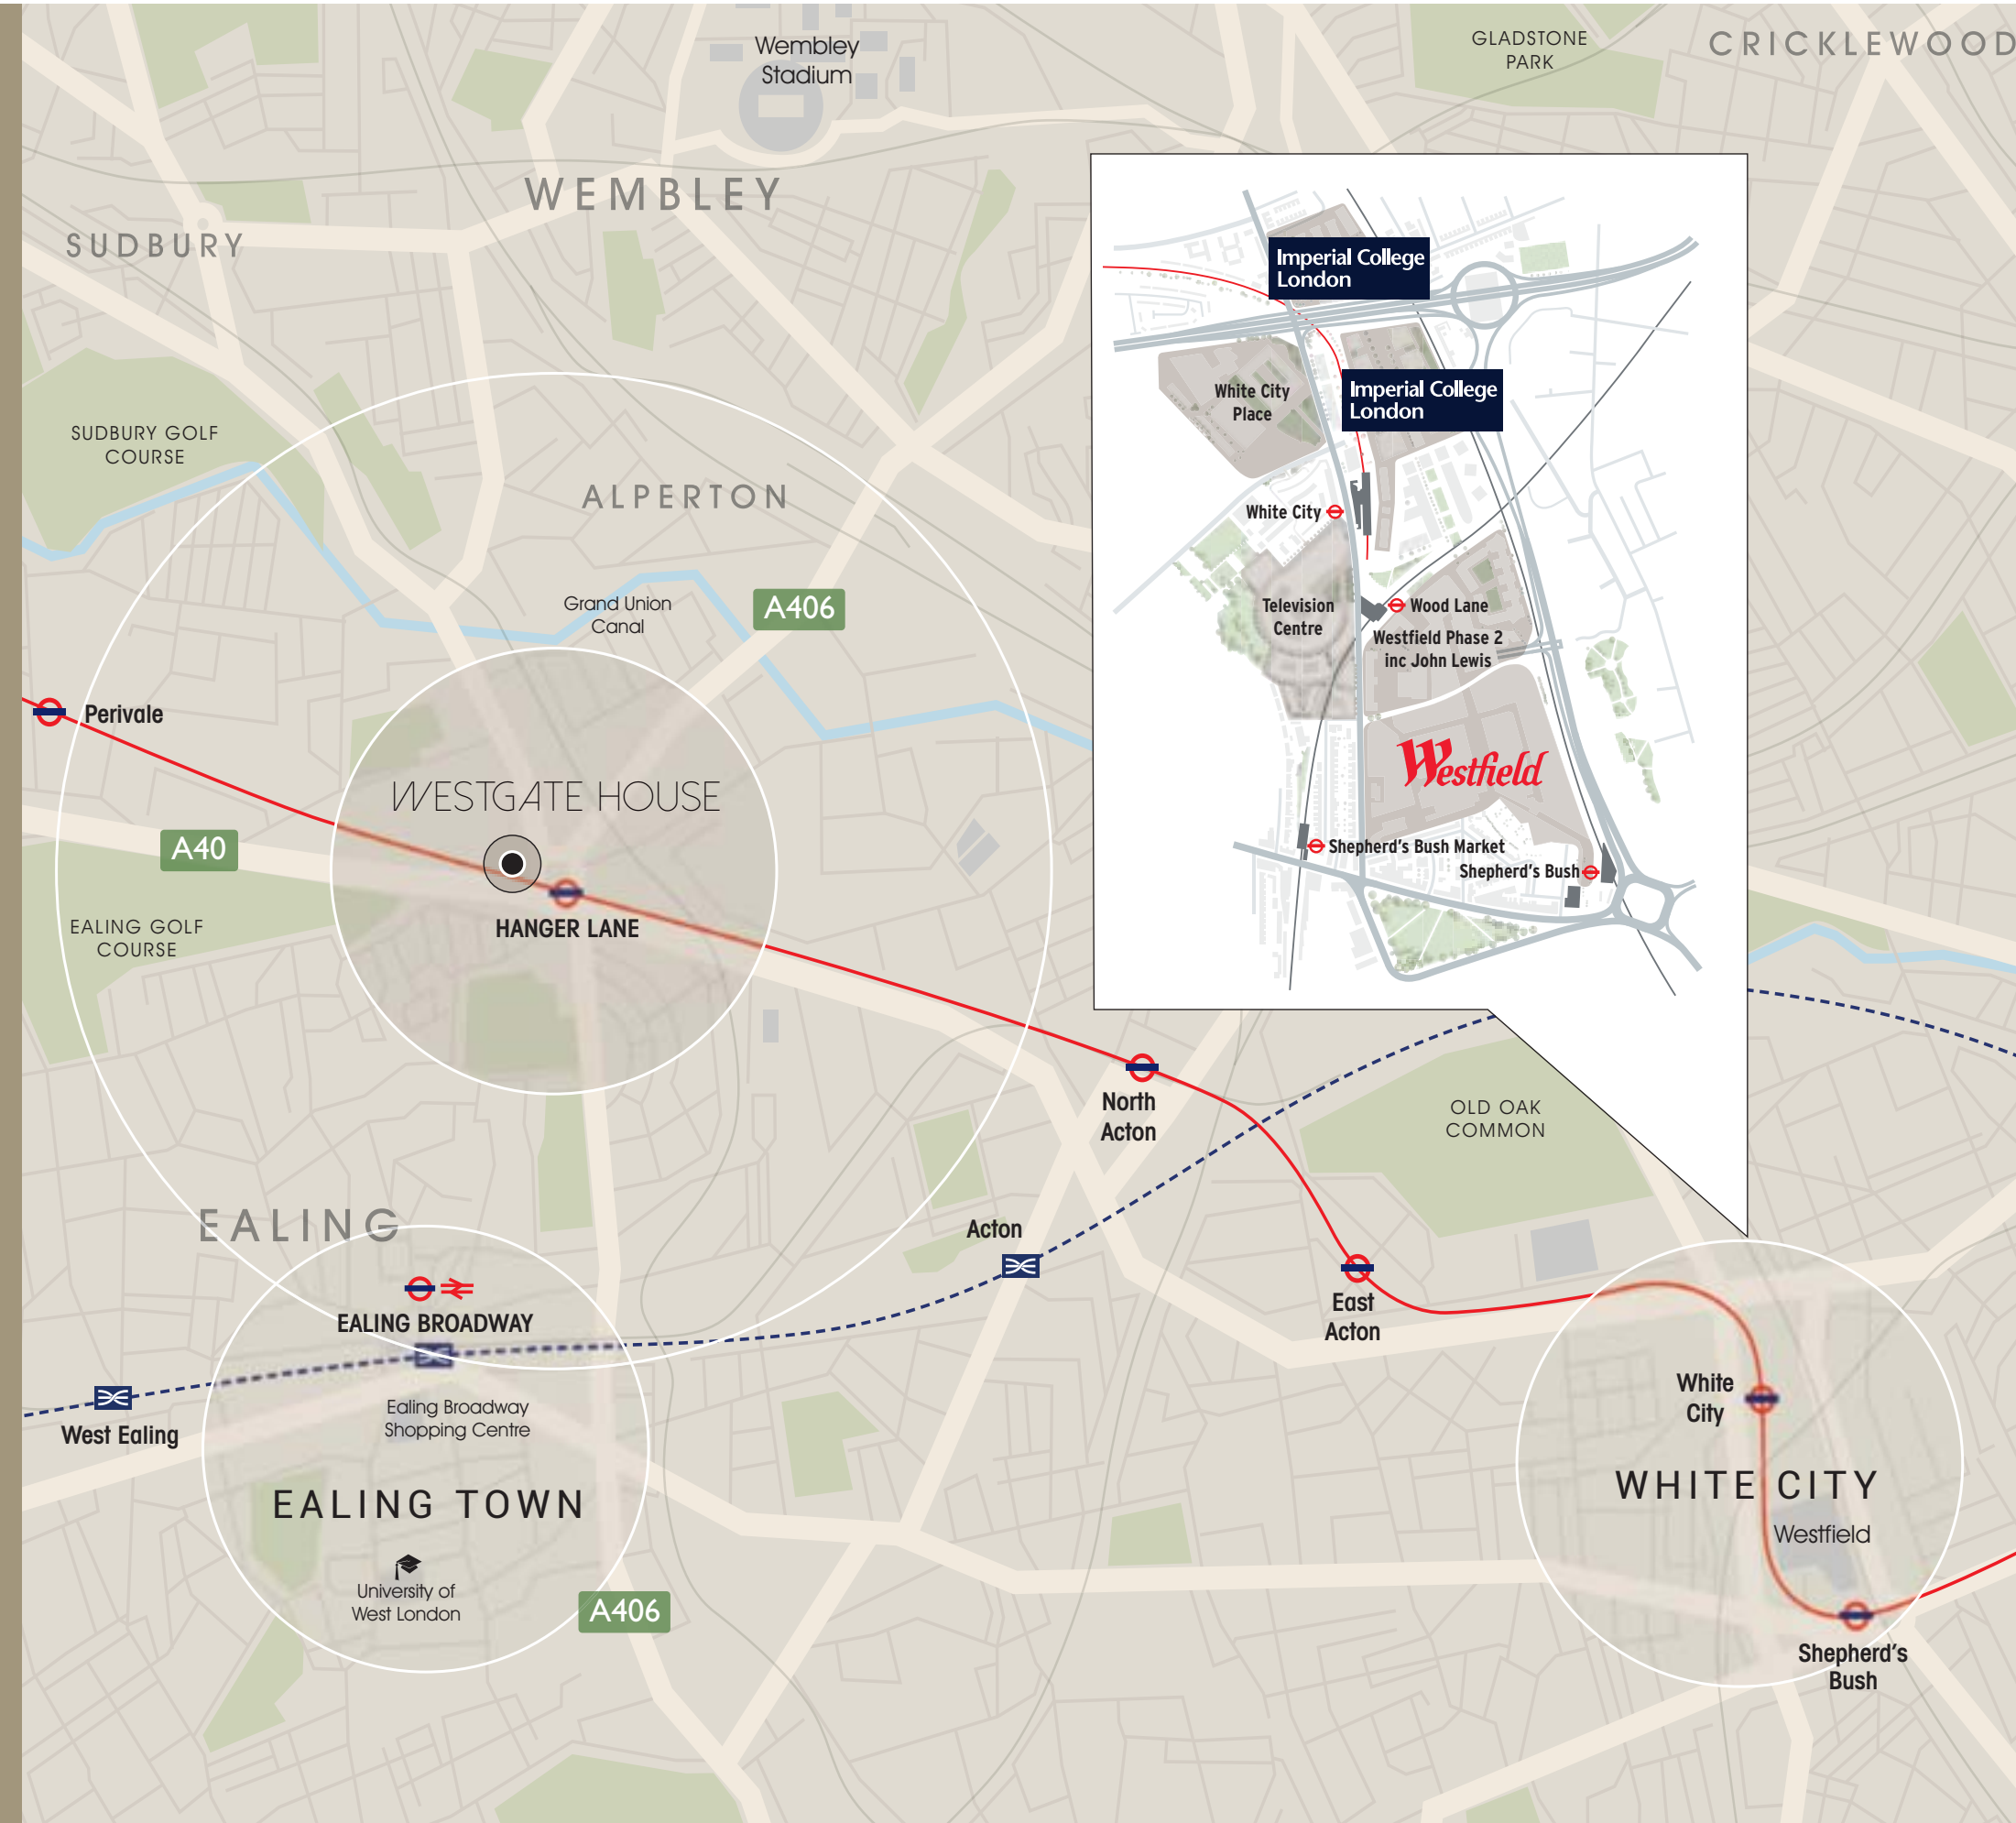 Wembley
Stadium
GLADSTONE
PARK
CRICKLEWOOD
WEMBLEY
SUDBURY
SUDBURY GOLF
COURSE
ALPERTON
Grand Union
Canal
A406
Perivale
WESTGATE HOUSE
A40
HANGER LANE
EALING GOLF
COURSE
Imperial College
London
White City
Place
Imperial College
London
White City
Television
Centre
Wood Lane
Westfield Phase 2
inc John Lewis
Westfield
Shepherd's Bush Market
Shepherd's Bush
North
Acton
OLD OAK
COMMON
EALING
Acton
EALING BROADWAY
East
Acton
West Ealing
Ealing Broadway
Shopping Centre
White
City
EALING TOWN
WHITE CITY
Westfield
University of
West London
A406
Shepherd's
Bush